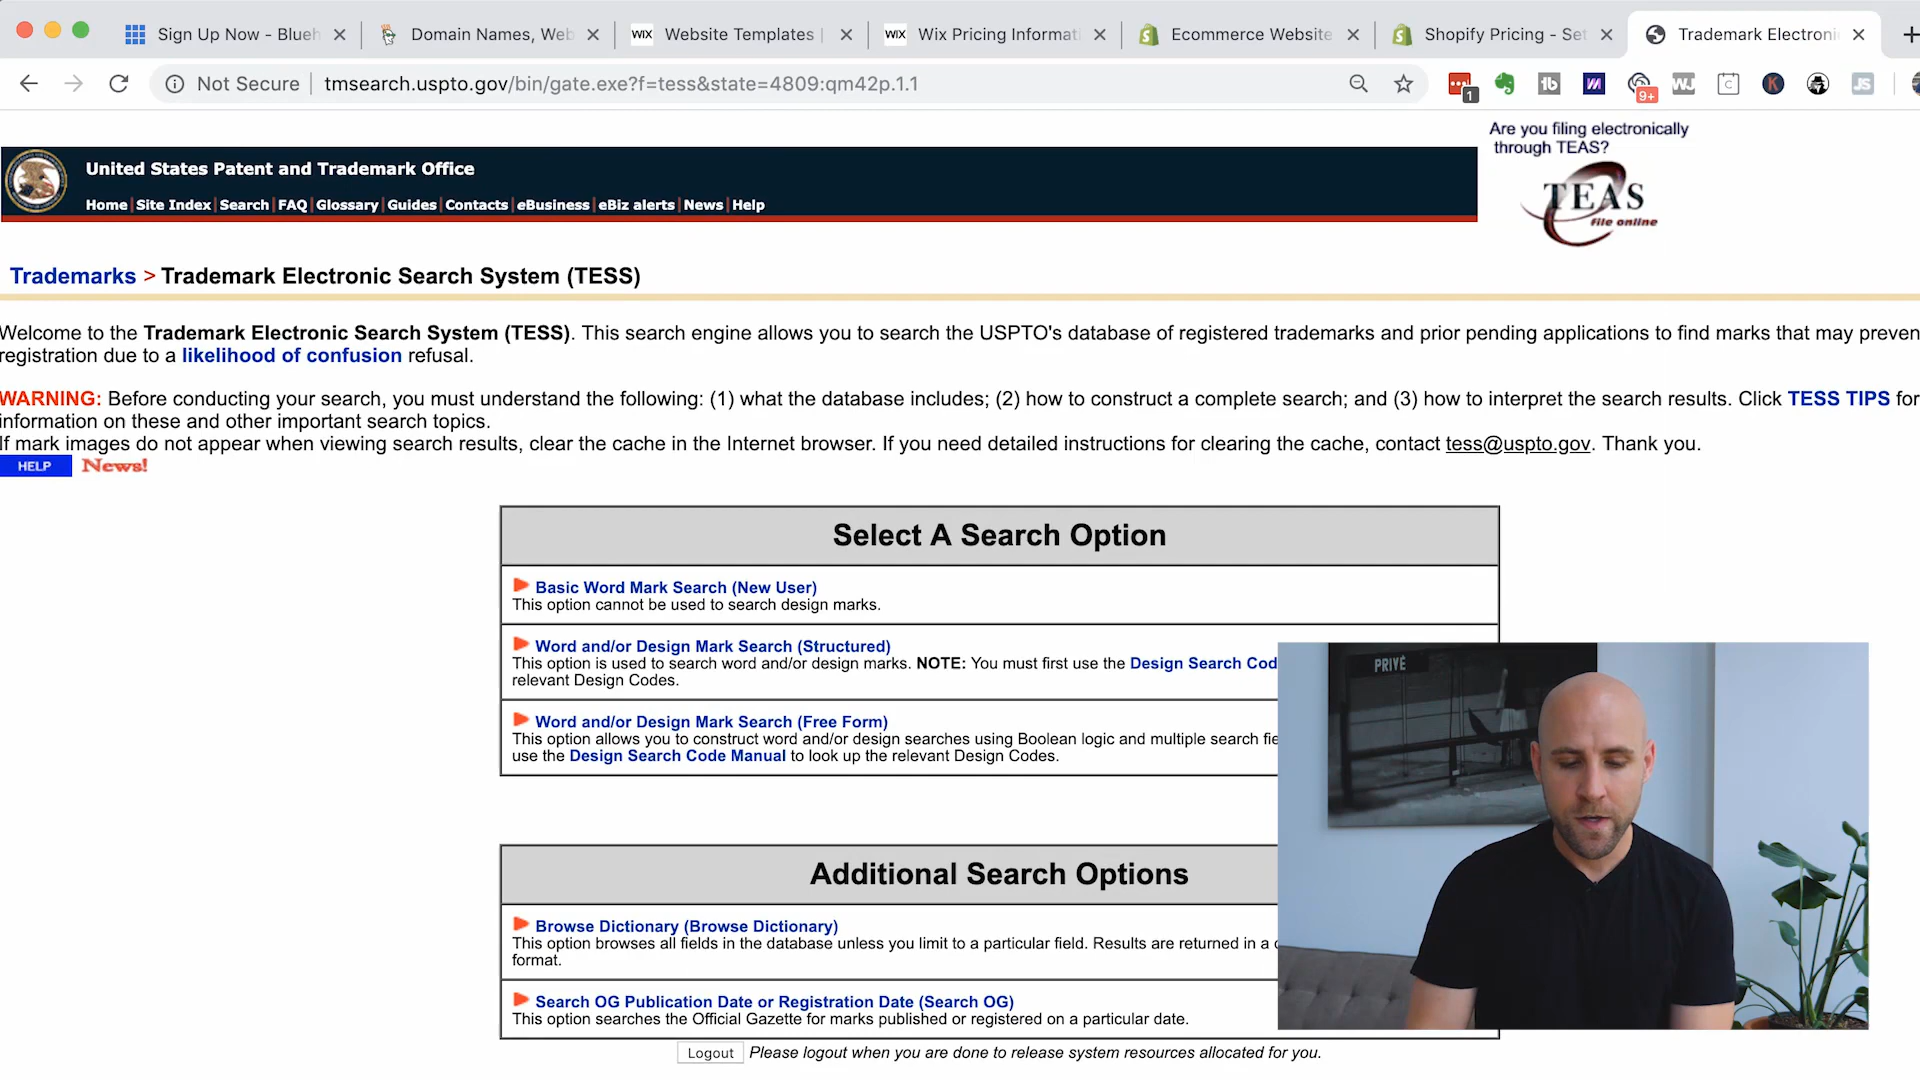 Sign Up Now - Blueh
Domain Names, Web
WIX Website Templates |
WIX Wix Pricing Informat
Ecommerce Website
Shopify Pricing - Set
Trademark Electroni
Not Secure | tmsearch.uspto.gov/bin/gate.exe?f=tess&state=4809:qm42p.1.1
1
1b
9+
WJ
C
K
JS
Are you filing electronically
through TEAS?
TEAS
file online
United States Patent and Trademark Office
Home | Site Index | Search | FAQ | Glossary | Guides | Contacts | eBusiness | eBiz alerts | News | Help
Trademarks > Trademark Electronic Search System (TESS)
Welcome to the Trademark Electronic Search System (TESS). This search engine allows you to search the USPTO's database of registered trademarks and prior pending applications to find marks that may preven
registration due to a likelihood of confusion refusal.
WARNING: Before conducting your search, you must understand the following: (1) what the database includes; (2) how to construct a complete search; and (3) how to interpret the search results. Click TESS TIPS for
information on these and other important search topics.
If mark images do not appear when viewing search results, clear the cache in the Internet browser. If you need detailed instructions for clearing the cache, contact tess@uspto.gov. Thank you.
HELP News!
Select A Search Option
Basic Word Mark Search (New User)
This option cannot be used to search design marks.
Word and/or Design Mark Search (Structured)
This option is used to search word and/or design marks. NOTE: You must first use the Design Search Cod
relevant Design Codes.
Word and/or Design Mark Search (Free Form)
This option allows you to construct word and/or design searches using Boolean logic and multiple search fie
use the Design Search Code Manual to look up the relevant Design Codes.
PRIVÈ
Additional Search Options
Browse Dictionary (Browse Dictionary)
This option browses all fields in the database unless you limit to a particular field. Results are returned in a
format.
Search OG Publication Date or Registration Date (Search OG)
This option searches the Official Gazette for marks published or registered on a particular date.
Logout Please logout when you are done to release system resources allocated for you.